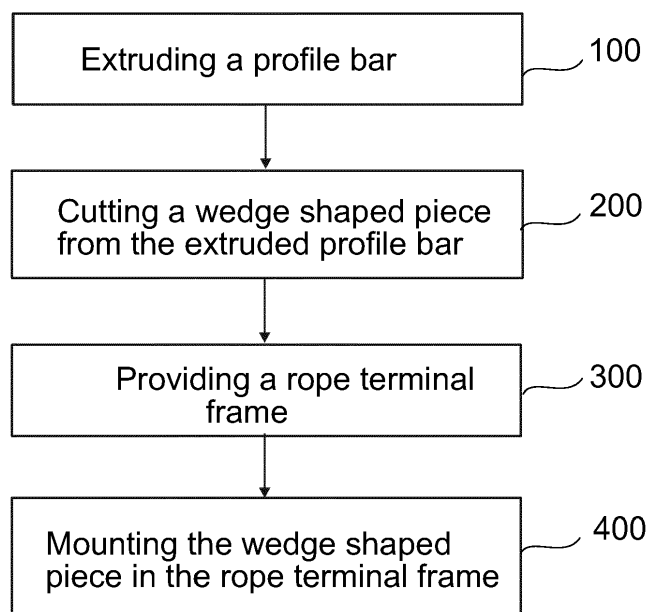 Extruding a profile bar
100
Cutting a wedge shaped piece
from the extruded profile bar
200
Providing a rope terminal
frame
300
Mounting the wedge shaped
piece in the rope terminal frame
400